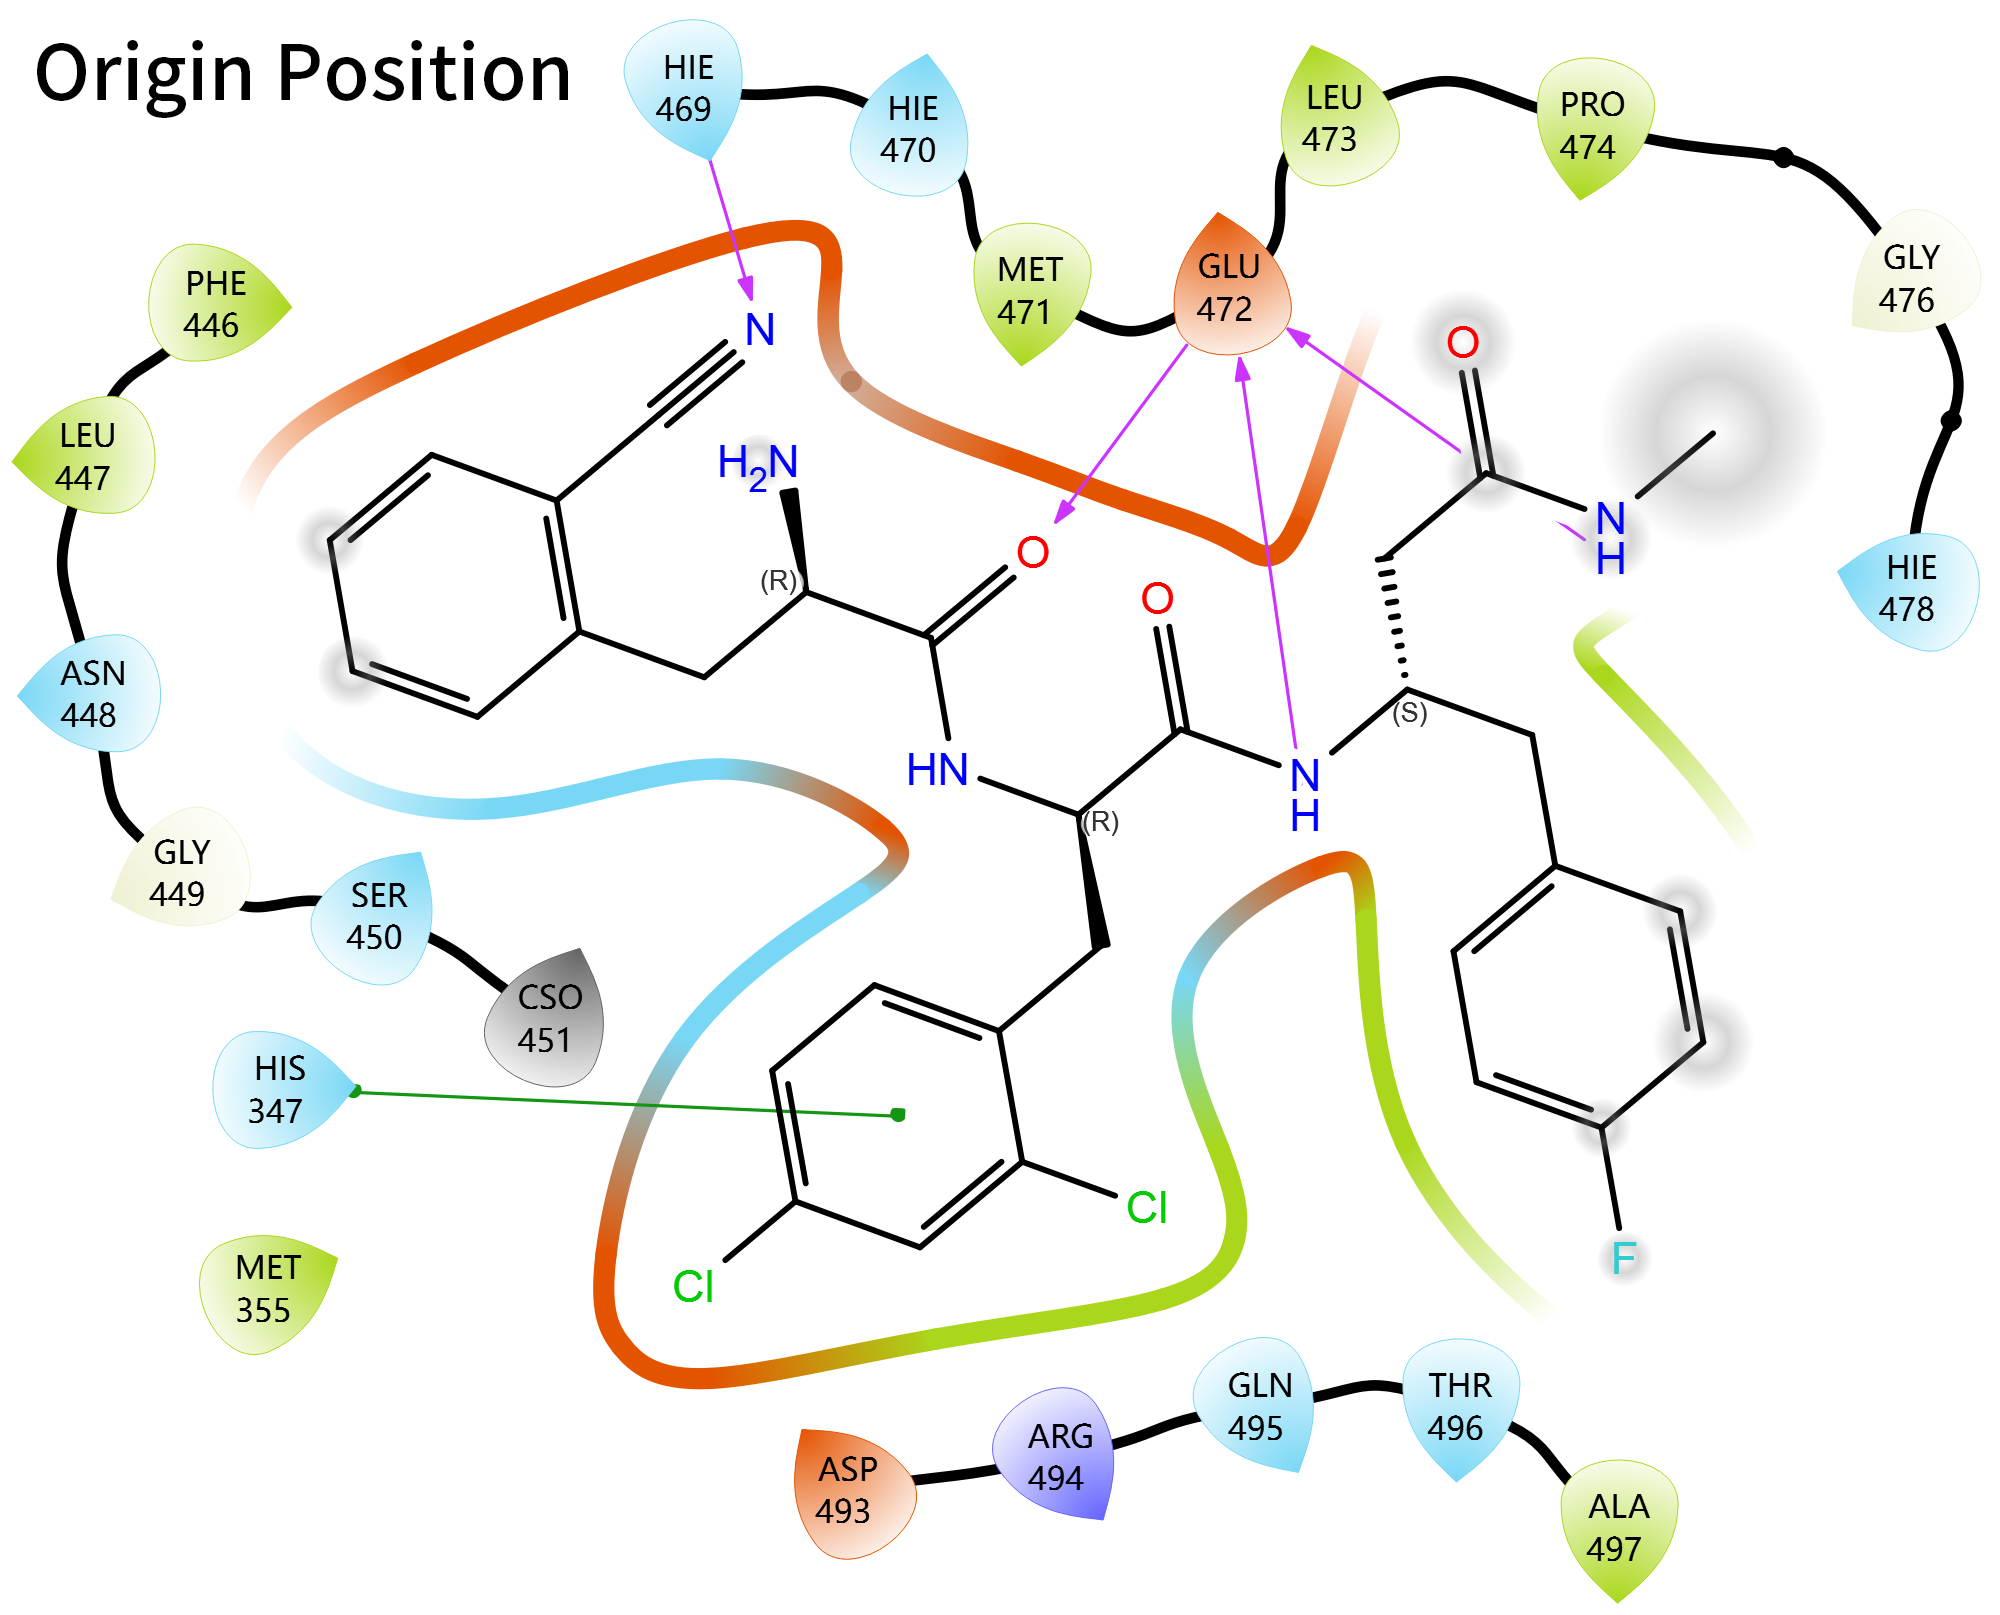 Origin Position
HIE
469
HIE
470
LEU
473
PRO
474
MET
471
GLU
472
GLY
476
PHE
446
N
O
LEU
447
H2N
N
H
O
HIE
478
(R)
O
ASN
448
(S)
HN
N
H
(R)
GLY
449
SER
450
CSO
451
HIS
347
Cl
Cl
F
MET
355
GLN
495
THR
496
ARG
494
ASP
493
ALA
497